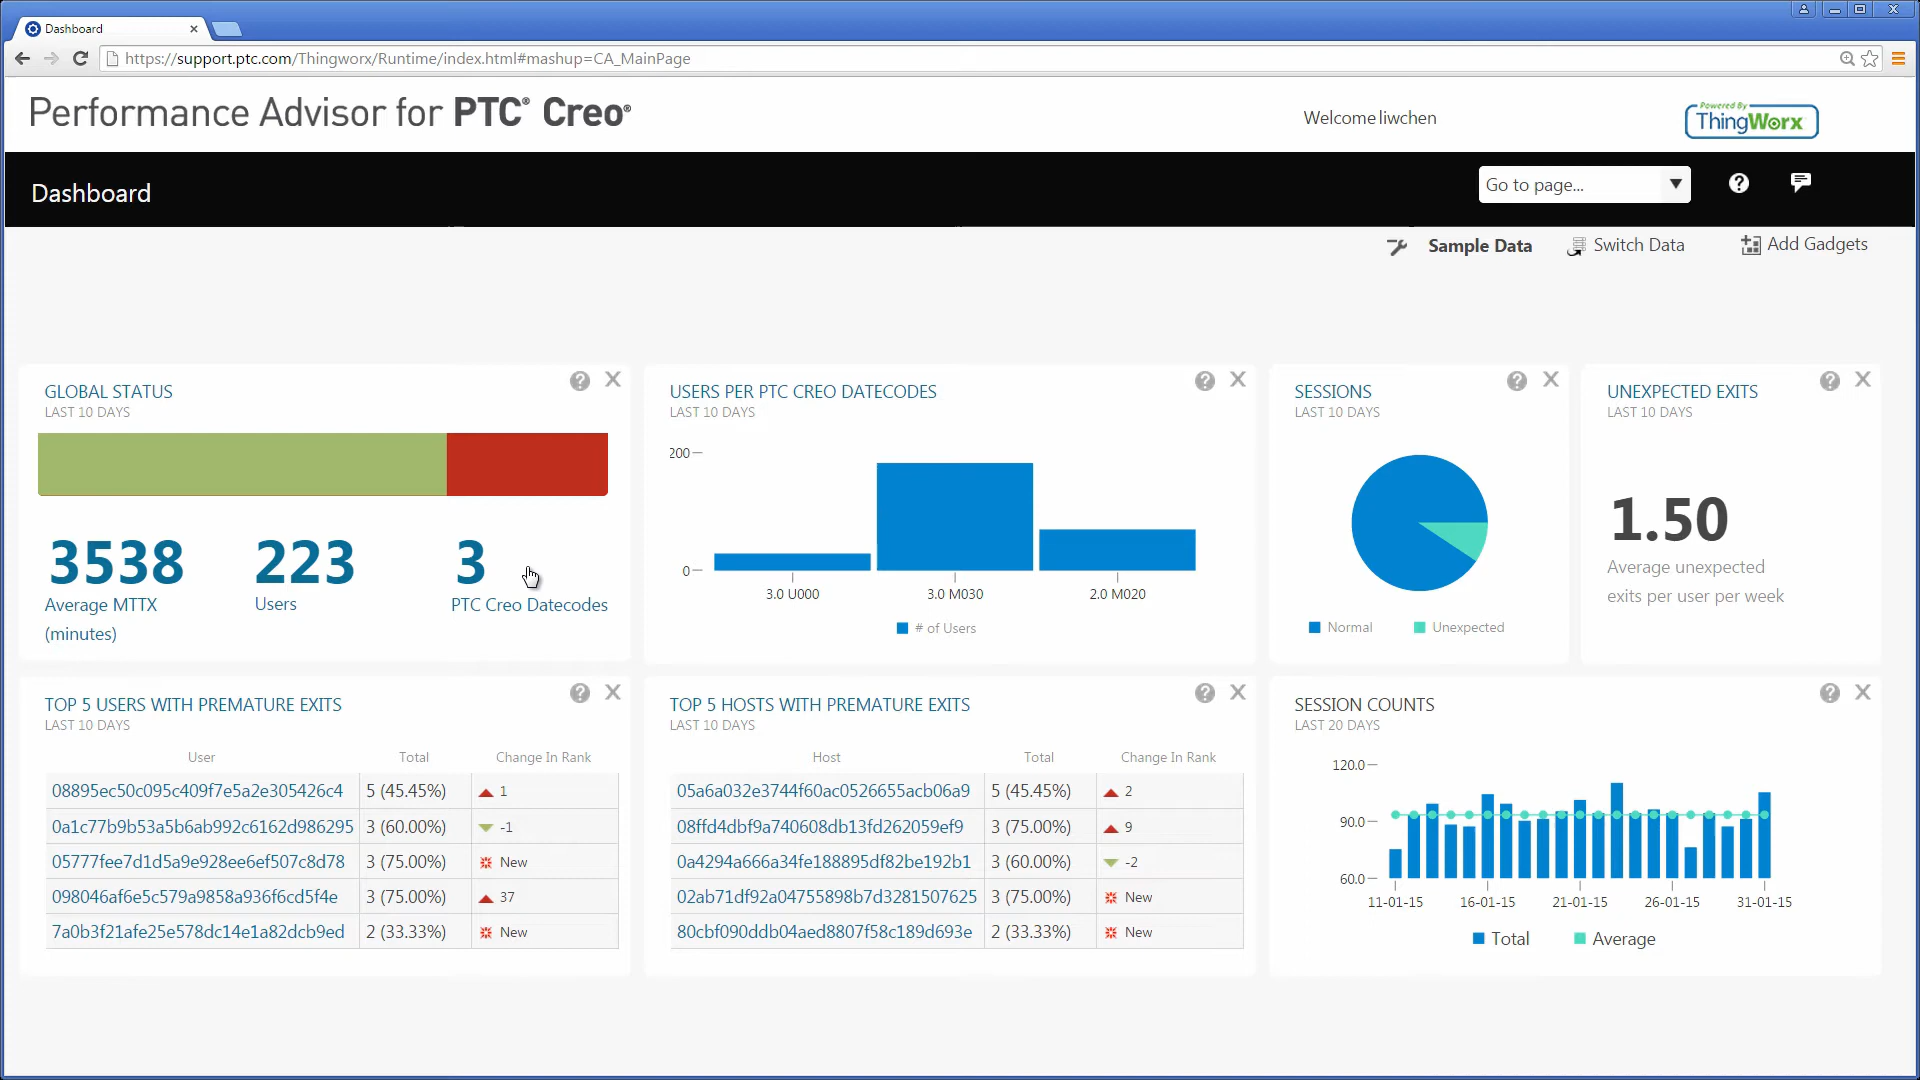 Dashboard
https://support.ptc.com/Thingworx/Runtime/index.html#mashup=CA_MainPage
Performance Advisor for PTC® Creo®
Welcome liwchen
Powered By
ThingWorx
Dashboard
Go to page...
Sample Data
Switch Data
Add Gadgets
GLOBAL STATUS
LAST 10 DAYS
3538
Average MTTX
(minutes)
223
Users
3
PTC Creo Datecodes
USERS PER PTC CREO DATECODES
LAST 10 DAYS
200
0
3.0 U000
3.0 M030
2.0 M020
# of Users
SESSIONS
LAST 10 DAYS
Normal
Unexpected
UNEXPECTED EXITS
LAST 10 DAYS
1.50
Average unexpected
exits per user per week
TOP 5 USERS WITH PREMATURE EXITS
LAST 10 DAYS
User Total Change In Rank
08895ec50c095c409f7e5a2e305426c4 5 (45.45%) 1
0a1c77b9b53a5b6ab992c6162d986295 3 (60.00%) -1
05777fee7d1d5a9e928ee6ef507c8d78 3 (75.00%) New
098046af6e5c579a9858a936f6cd5f4e 3 (75.00%) 37
7a0b3f21afe25e578dc14e1a82dcb9ed 2 (33.33%) New
TOP 5 HOSTS WITH PREMATURE EXITS
LAST 10 DAYS
Host Total Change In Rank
05a6a032e3744f60ac0526655acb06a9 5 (45.45%) 2
08ffd4dbf9a740608db13fd262059ef9 3 (75.00%) 9
0a4294a666a34fe188895df82be192b1 3 (60.00%) -2
02ab71df92a04755898b7d3281507625 3 (75.00%) New
80cbf090ddb04aed8807f58c189d693e 2 (33.33%) New
SESSION COUNTS
LAST 20 DAYS
120.0
90.0
60.0
11-01-15
16-01-15
21-01-15
26-01-15
31-01-15
Total
Average